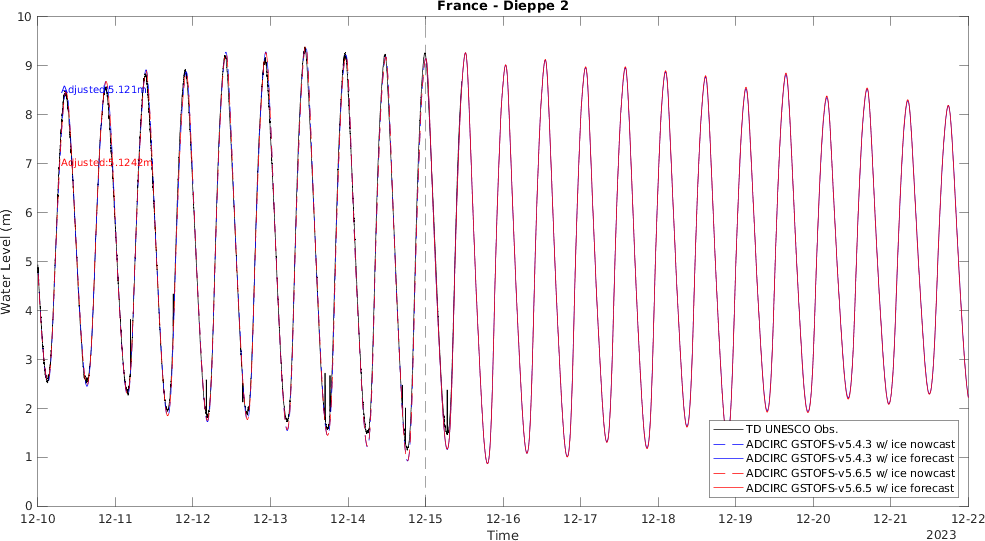 France - Dieppe 2
10
9
8
7
6
5
4
3
2
1
0
Water Level (m)
Adjusted:5.121m
Adjusted:5.1242m
TD UNESCO Obs.
ADCIRC GSTOFS-v5.4.3 w/ ice nowcast
ADCIRC GSTOFS-v5.4.3 w/ ice forecast
ADCIRC GSTOFS-v5.6.5 w/ ice nowcast
ADCIRC GSTOFS-v5.6.5 w/ ice forecast
12-10 12-11 12-12 12-13 12-14 12-15 12-16 12-17 12-18 12-19 12-20 12-21 12-22
Time
2023